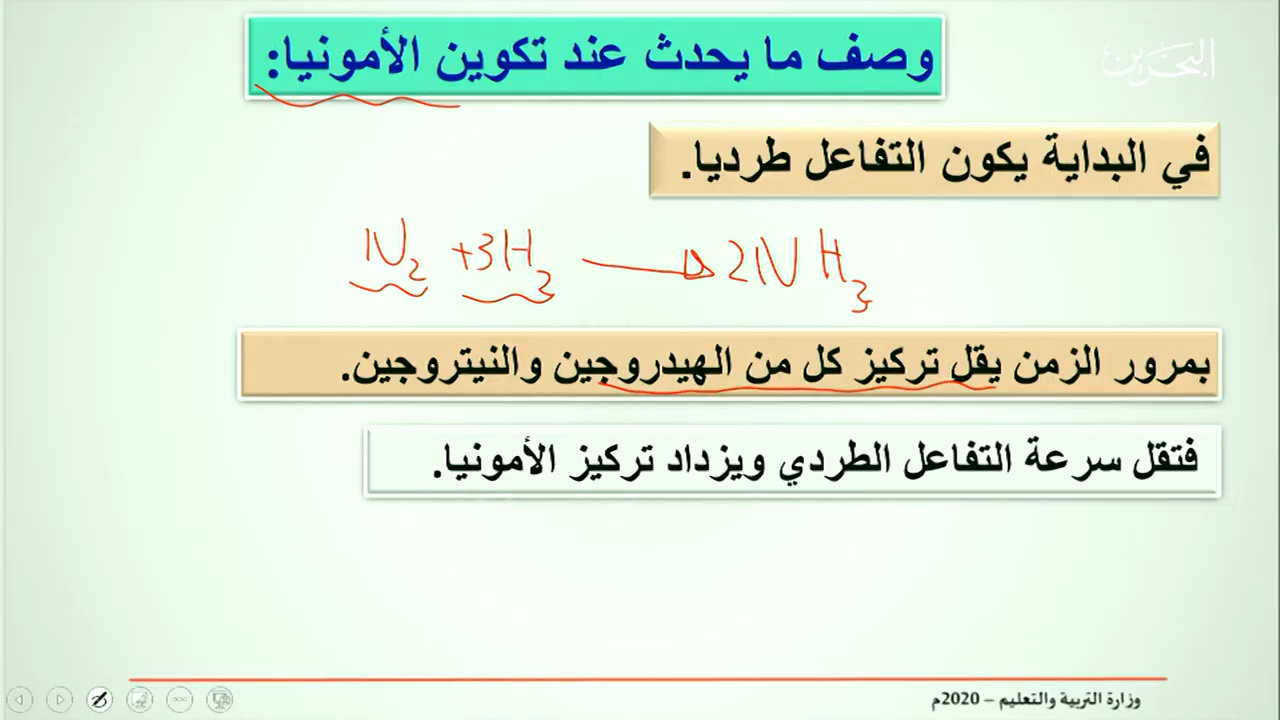 وصف ما يحدث عند تكوين الأمونيا:
البحرين
في البداية يكون التفاعل طرديا.
N2 +3H2 → 2NH3
بمرور الزمن يقل تركيز كل من الهيدروجين والنيتروجين.
فتقل سرعة التفاعل الطردي ويزداد تركيز الأمونيا.
وزارة التربية والتعليم – 2020م